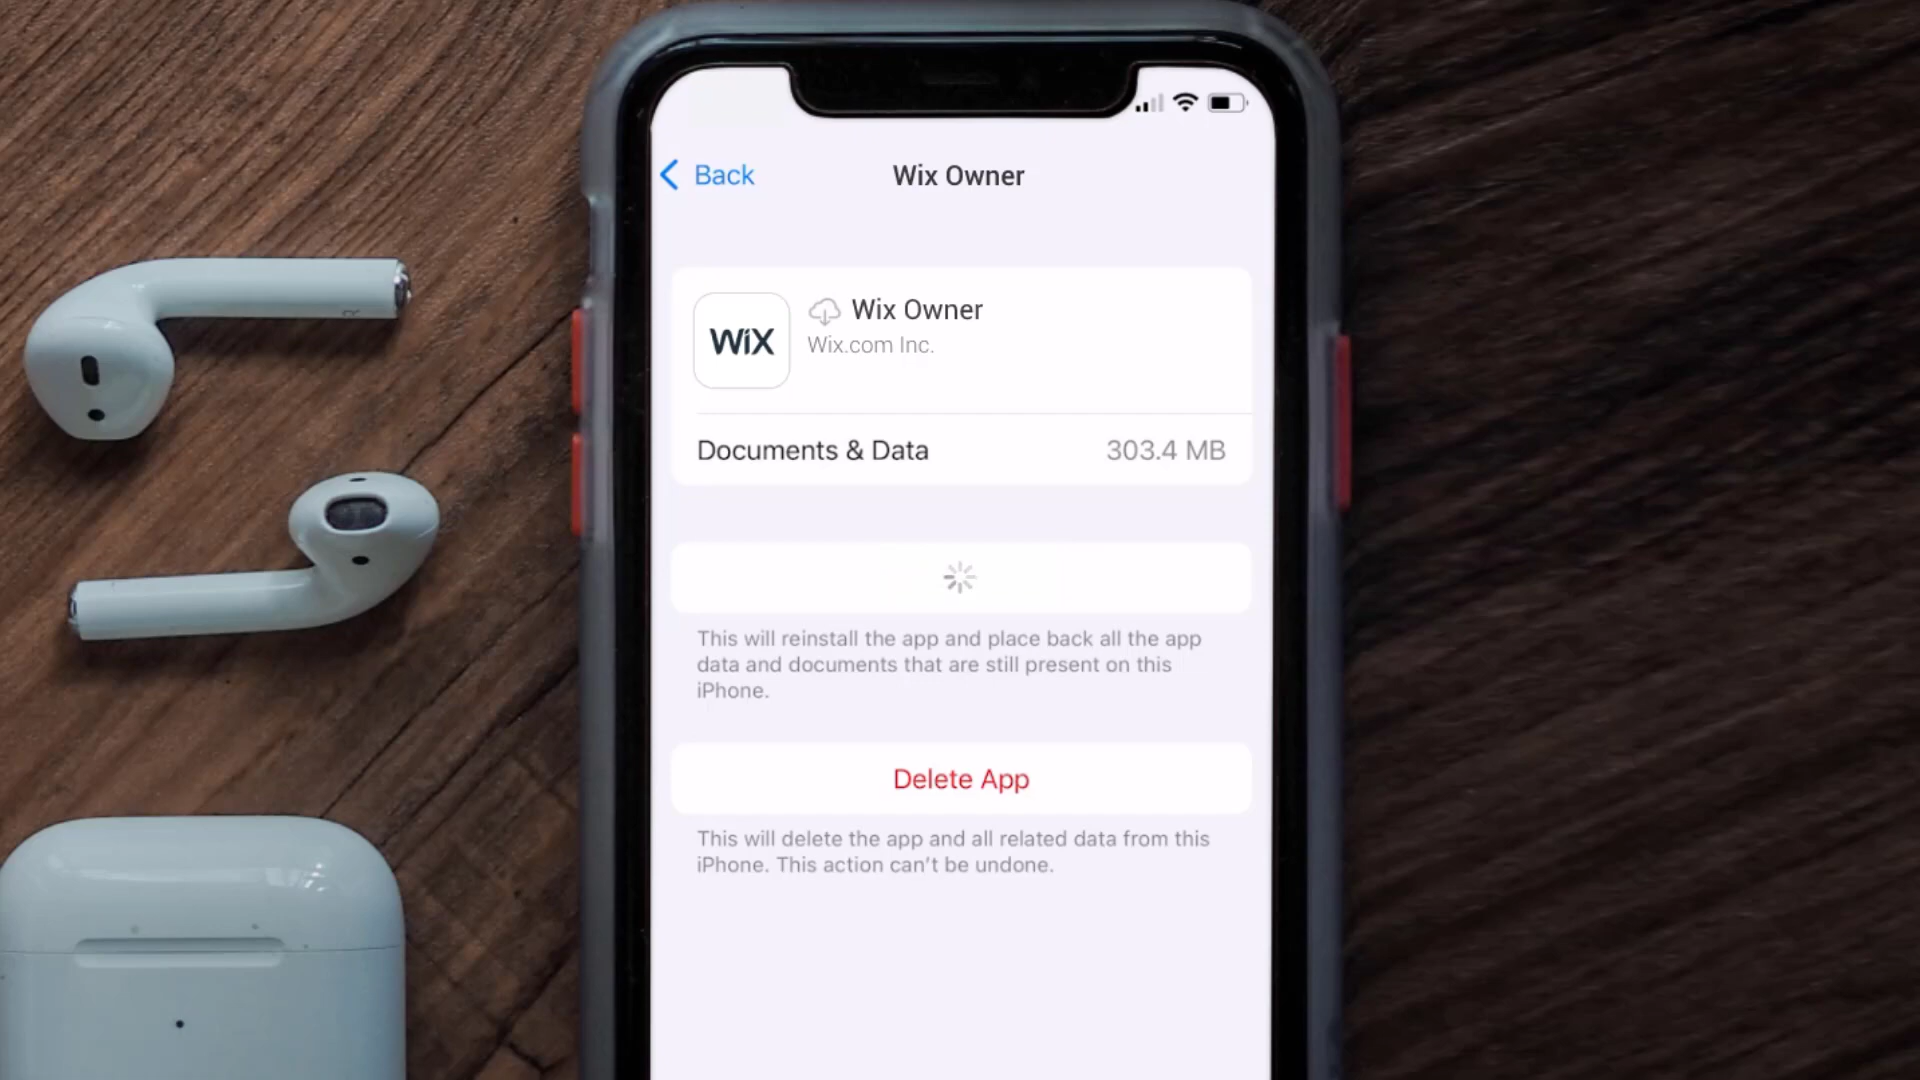 Back
Wix Owner
WiX
Wix Owner
Wix.com Inc.
Documents & Data 303.4 MB
This will reinstall the app and place back all the app
data and documents that are still present on this
iPhone.
Delete App
This will delete the app and all related data from this
iPhone. This action can't be undone.
R